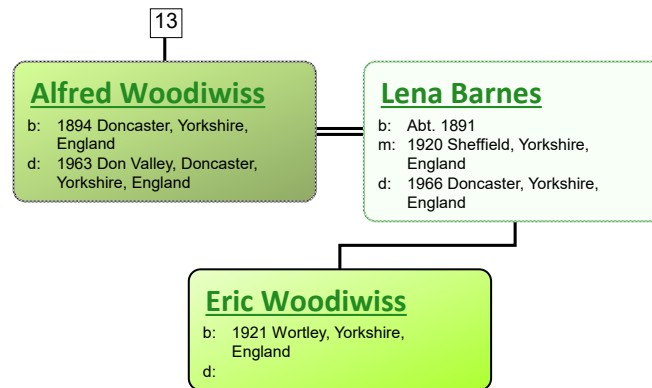 13
Alfred Woodiwiss
b: 1894 Doncaster, Yorkshire,
England
d: 1963 Don Valley, Doncaster,
Yorkshire, England
Lena Barnes
b: Abt. 1891
m: 1920 Sheffield, Yorkshire,
England
d: 1966 Doncaster, Yorkshire,
England
Eric Woodiwiss
b: 1921 Wortley, Yorkshire,
England
d: